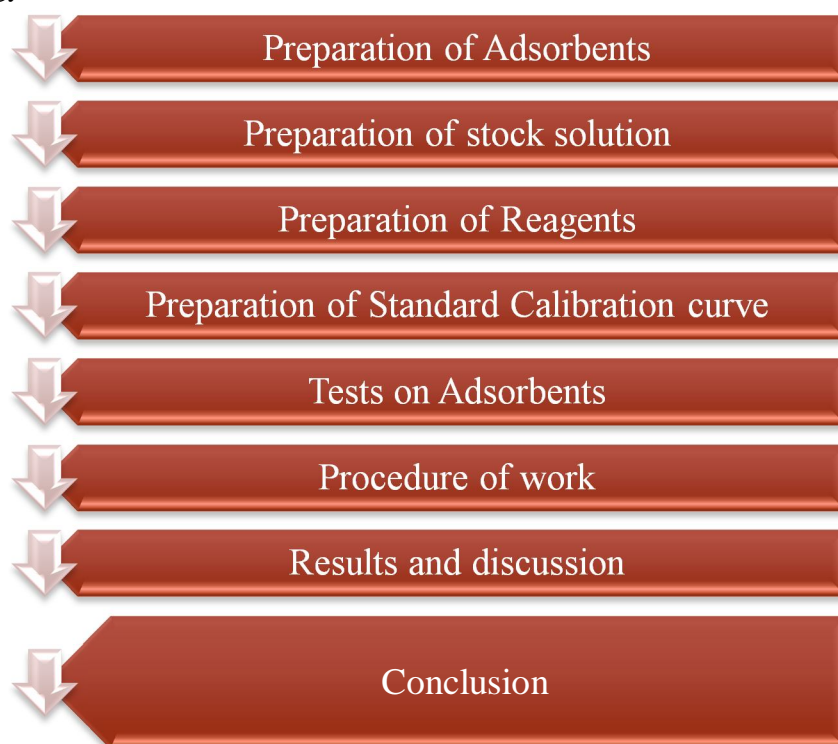 Preparation of Adsorbents
Preparation of stock solution
Preparation of Reagents
Preparation of Standard Calibration curve
Tests on Adsorbents
Procedure of work
Results and discussion
Conclusion